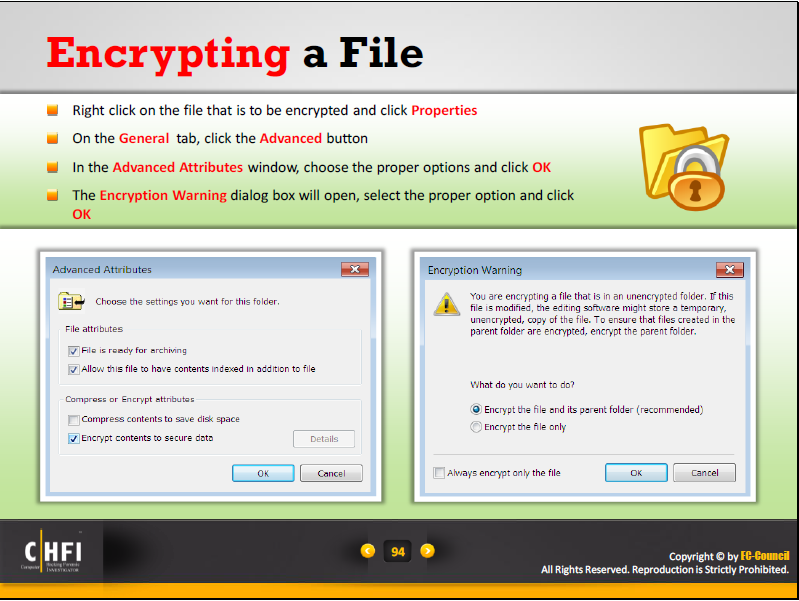 Encrypting a File
Right click on the file that is to be encrypted and click Properties
On the General tab, click the Advanced button
In the Advanced Attributes window, choose the proper options and click OK
The Encryption Warning dialog box will open, select the proper option and click
OK
Advanced Attributes
Choose the settings you want for this folder.
File attributes
File is ready for archiving
Allow this file to have contents indexed in addition to file
Compress or Encrypt attributes
Compress contents to save disk space
Encrypt contents to secure data
Details
OK
Cancel
Encryption Warning
You are encrypting a file that is in an unencrypted folder. If this
file is modified, the editing software might store a temporary,
unencrypted, copy of the file. To ensure that files created in the
parent folder are encrypted, encrypt the parent folder.
What do you want to do?
Encrypt the file and its parent folder (recommended)
Encrypt the file only
Always encrypt only the file
OK
Cancel
CHFI
Computer Hacking Forensic
INVESTIGATOR
94
Copyright © by EC-Council
All Rights Reserved. Reproduction is Strictly Prohibited.